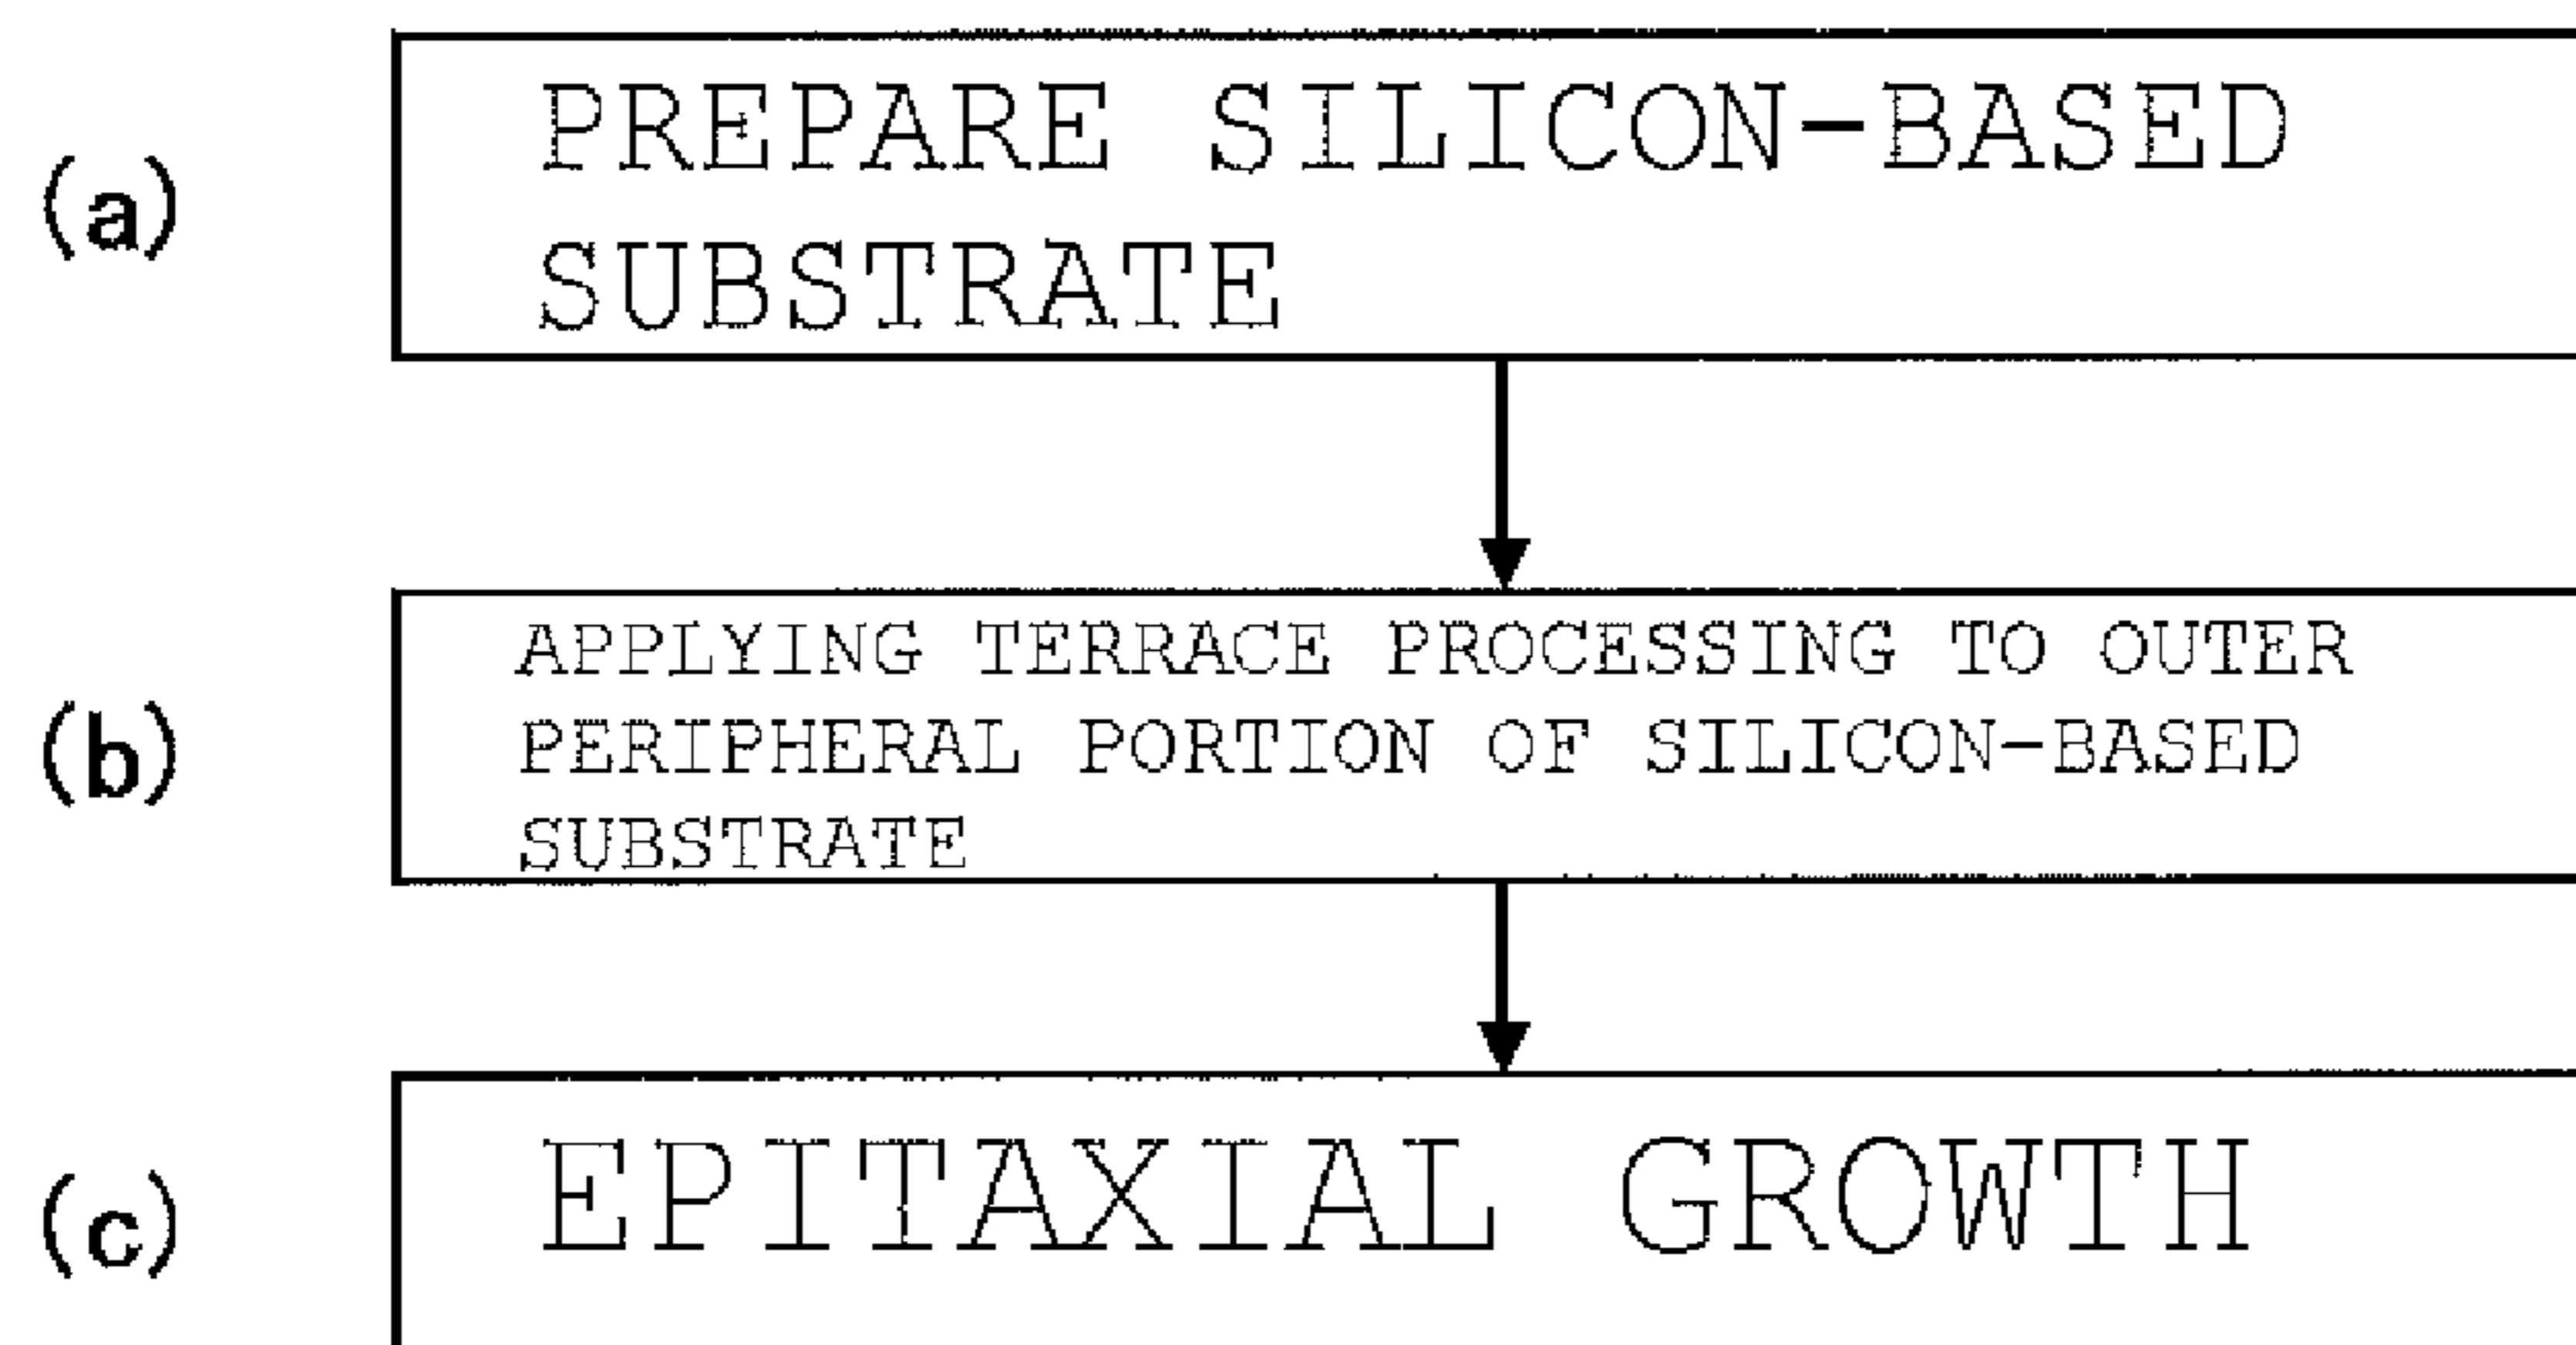 (a)
PREPARE SILICON-BASED
SUBSTRATE
(b)
APPLYING TERRACE PROCESSING TO OUTER
PERIPHERAL PORTION OF SILICON-BASED
SUBSTRATE
(c)
EPITAXIAL GROWTH